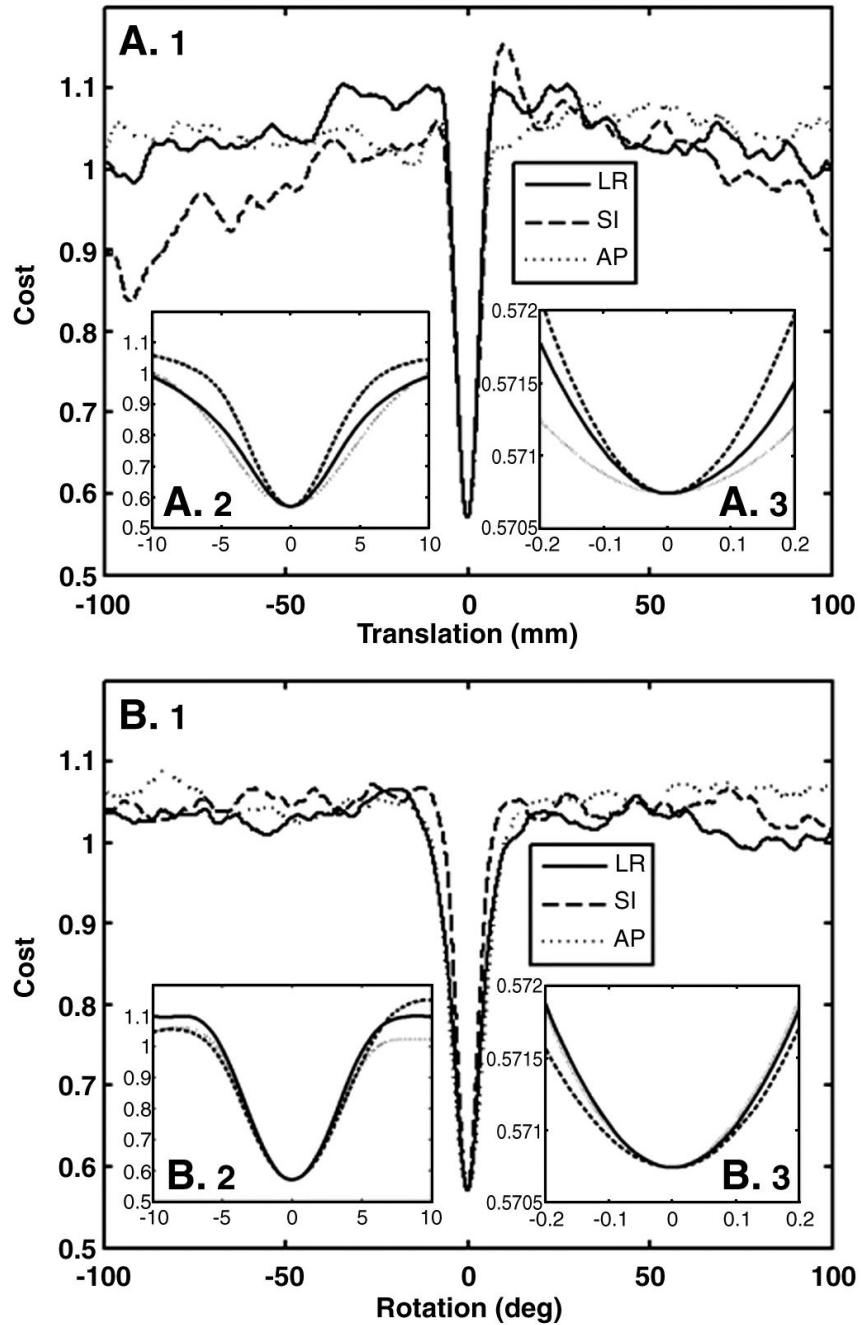 A. 1
1.1
1
0.9
0.8
0.7
0.6
0.5
Cost
LR
SI
AP
1.1
1
0.9
0.8
0.7
0.6
0.5
A. 2
-10 -5 0 5 10
0.572
0.5715
0.571
0.5705
A. 3
-0.2 -0.1 0 0.1 0.2
-100 -50 0 50 100
Translation (mm)
B. 1
1.1
1
0.9
0.8
0.7
0.6
0.5
Cost
LR
SI
AP
1.1
1
0.9
0.8
0.7
0.6
0.5
B. 2
-10 -5 0 5 10
0.572
0.5715
0.571
0.5705
B. 3
-0.2 -0.1 0 0.1 0.2
-100 -50 0 50 100
Rotation (deg)